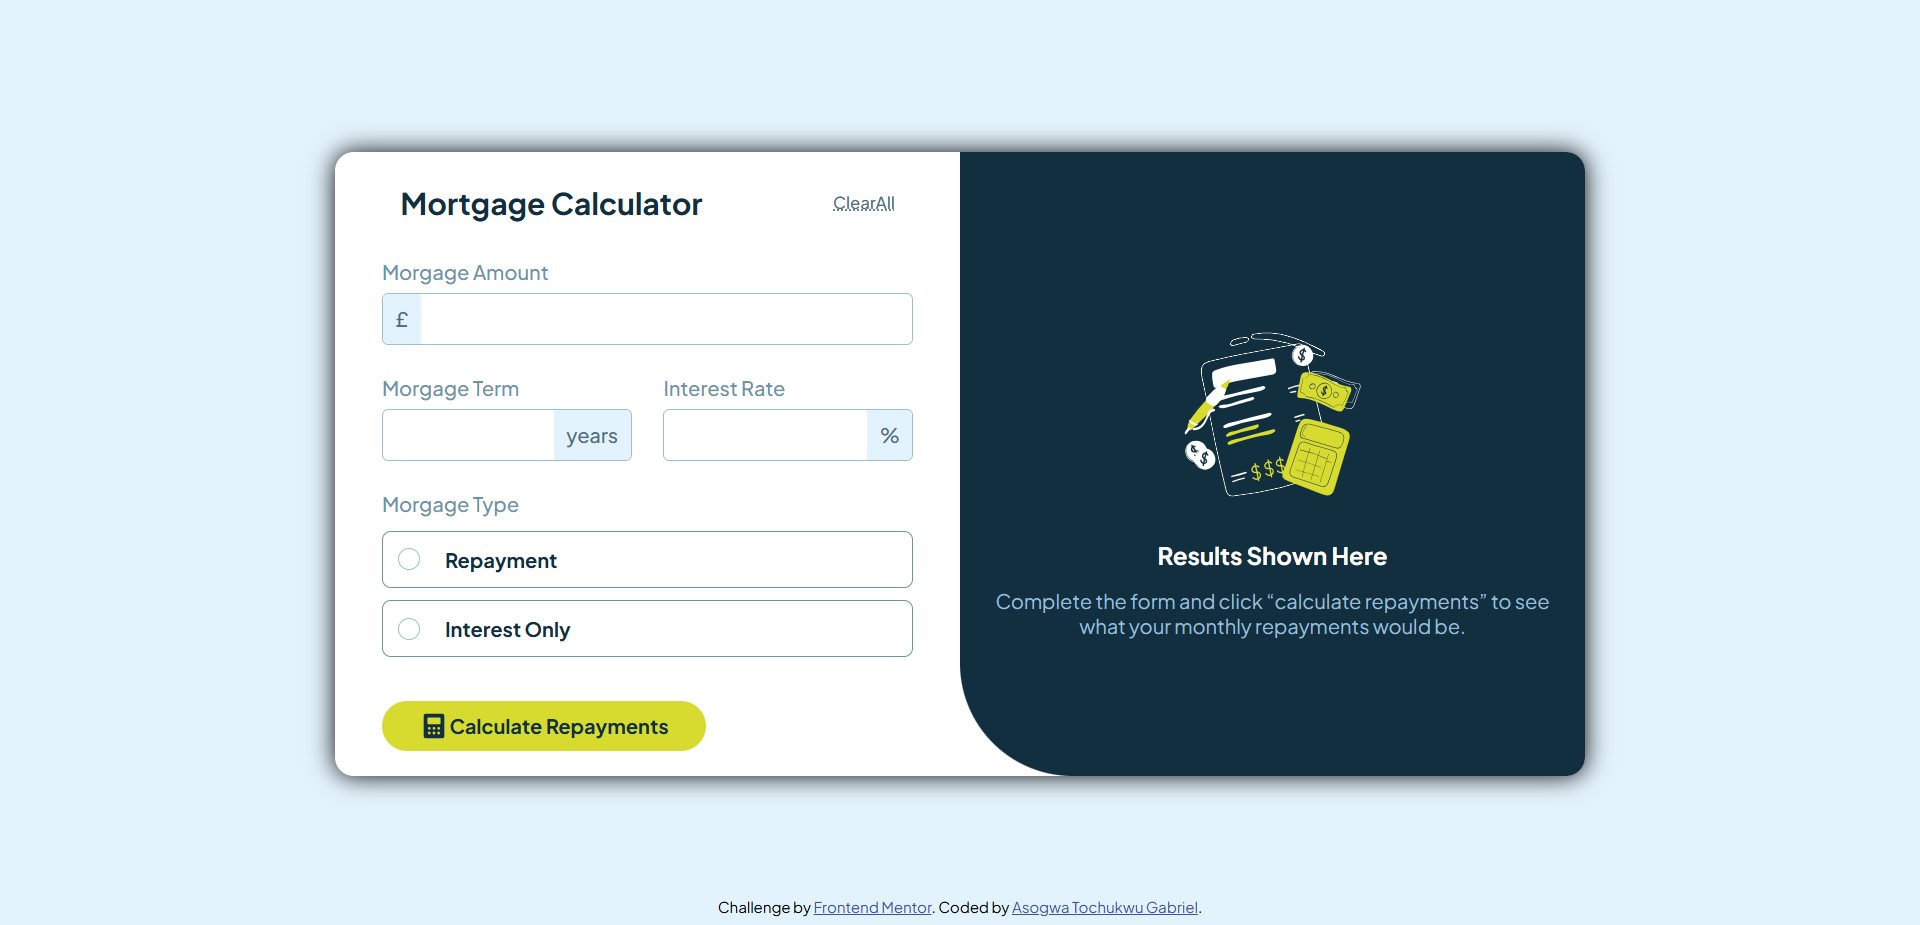 Mortgage Calculator
ClearAll
Morgage Amount
£
Morgage Term
Interest Rate
years
%
Morgage Type
Repayment
Interest Only
Calculate Repayments
$
$
$
$
$$$
Results Shown Here
Complete the form and click “calculate repayments” to see
what your monthly repayments would be.
Challenge by Frontend Mentor. Coded by Asogwa Tochukwu Gabriel.